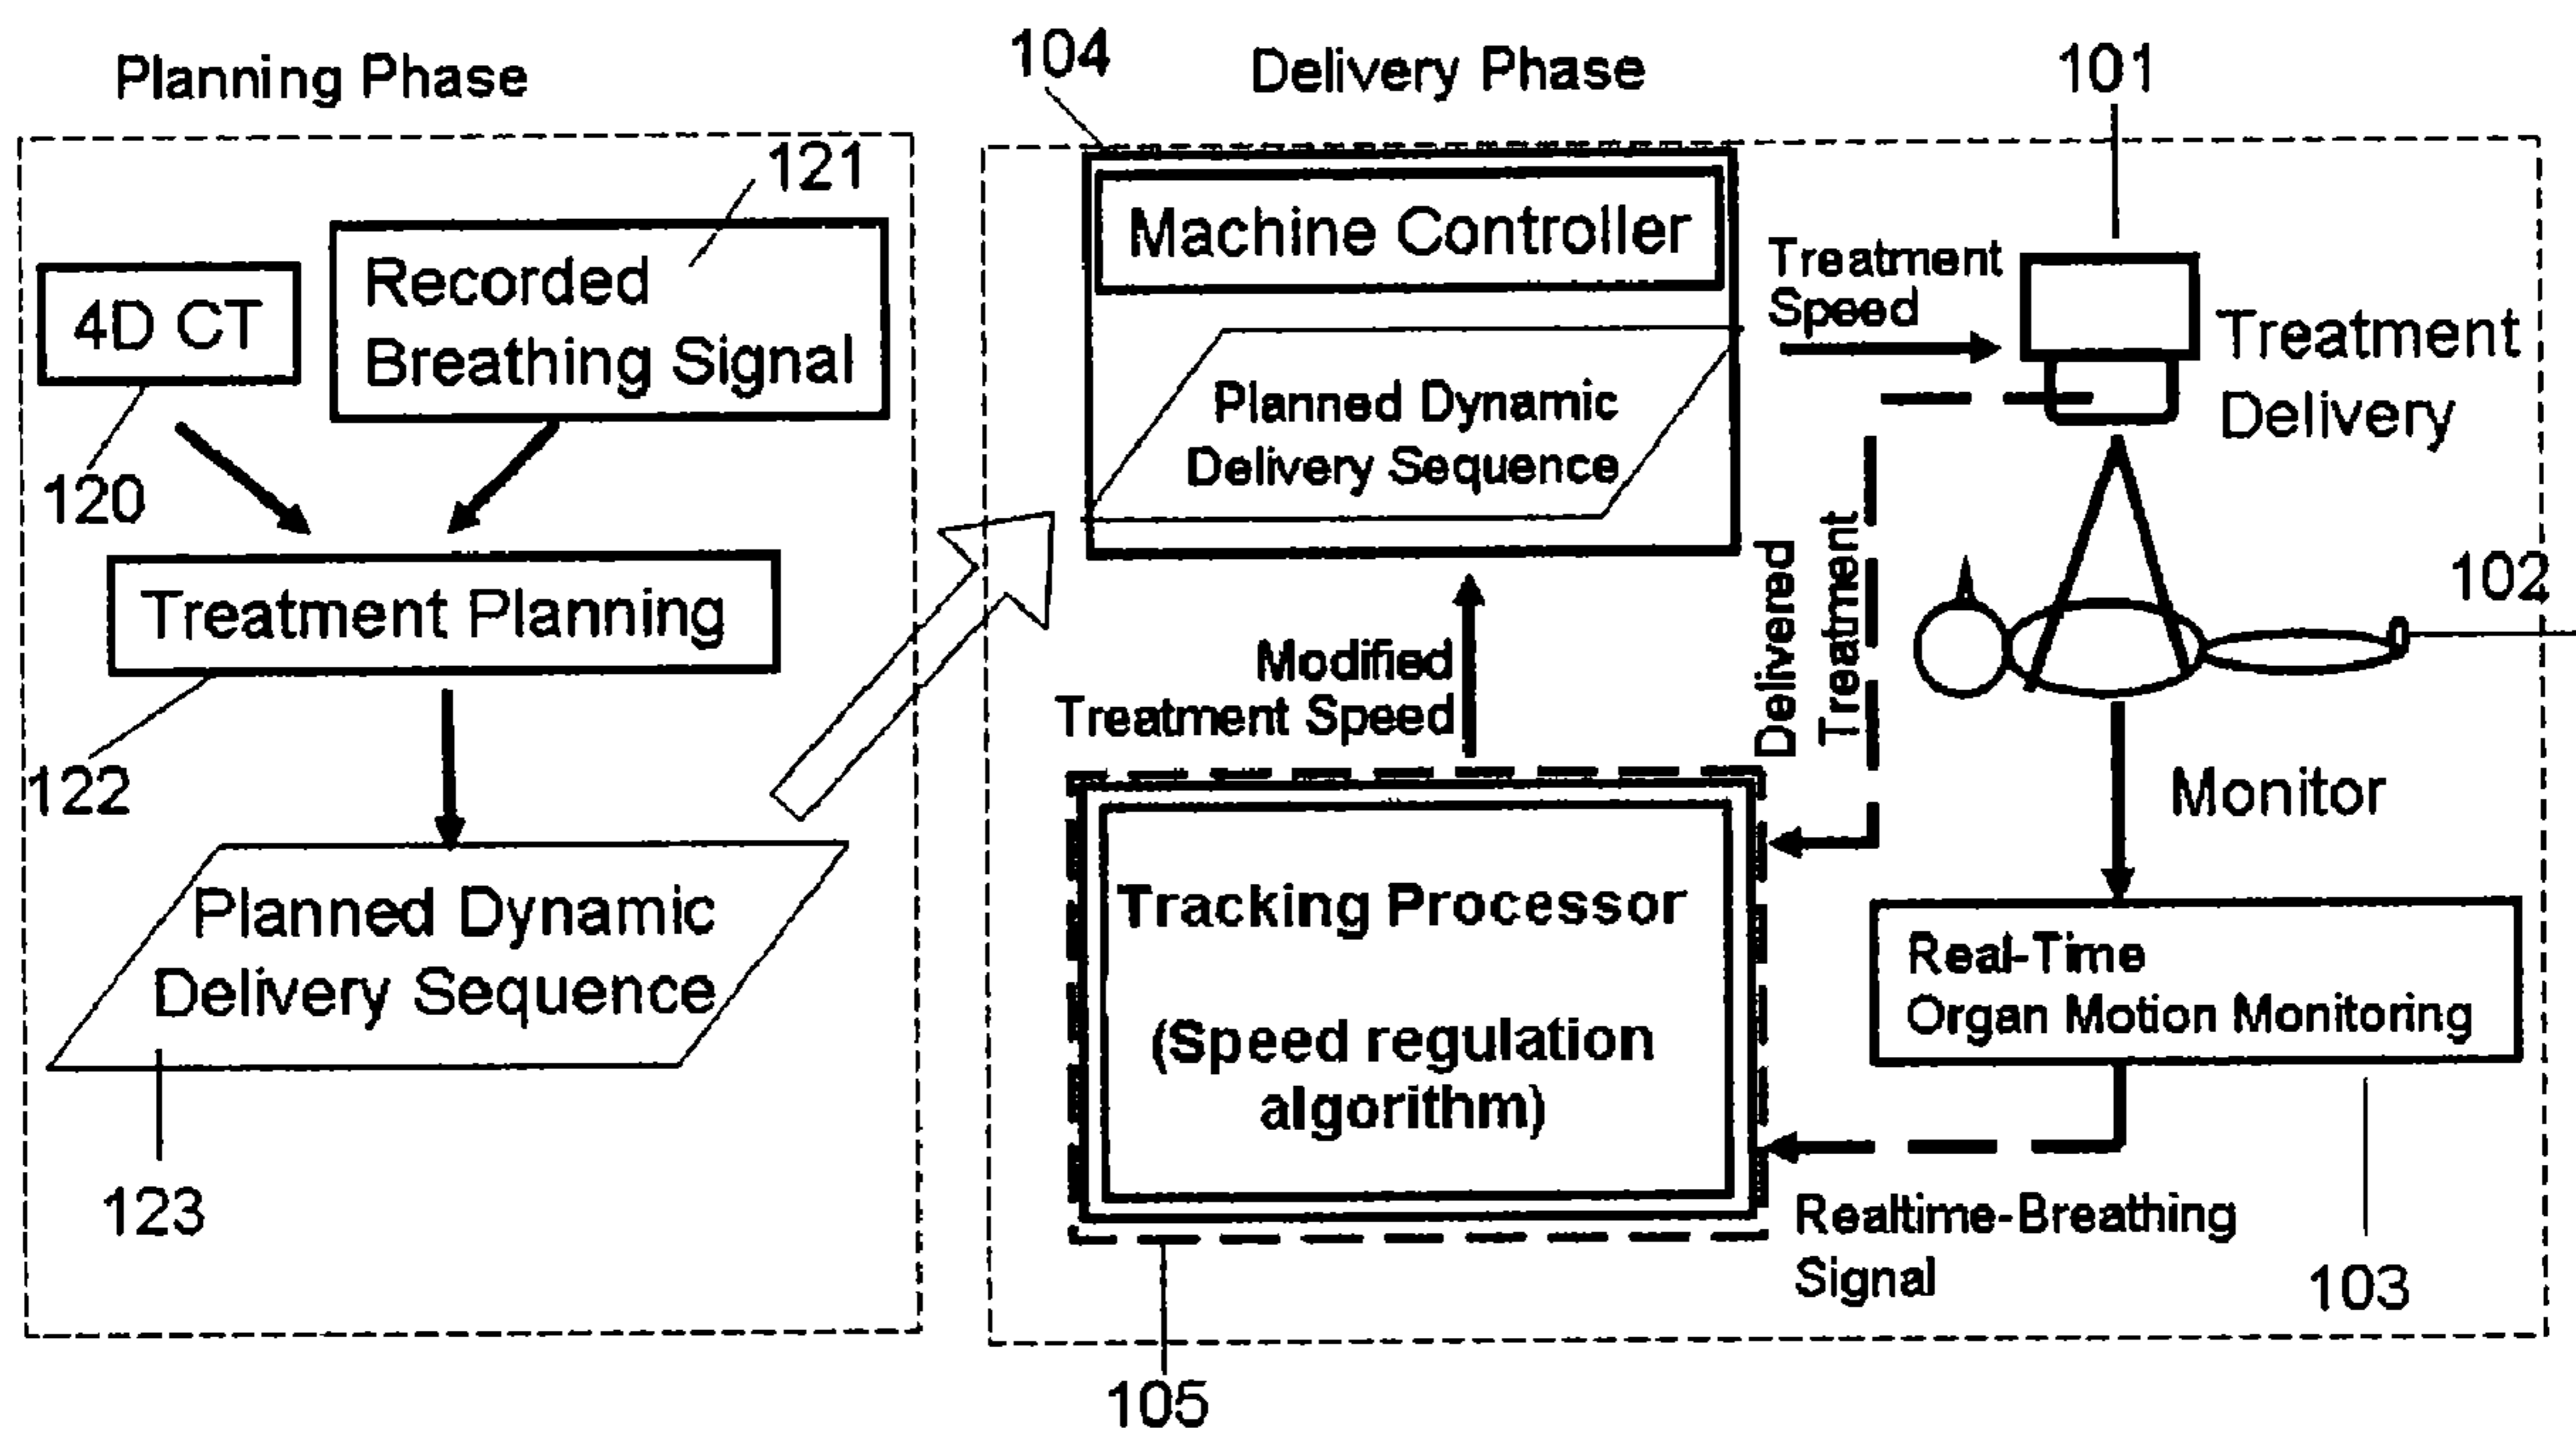 Planning Phase
121
4D CT
Recorded
Breathing Signal
120
Treatment Planning
122
Planned Dynamic
Delivery Sequence
123
104
Delivery Phase
101
Machine Controller
Planned Dynamic
Delivery Sequence
Treatment
Speed
Treatment
Delivery
102
Modified
Treatment Speed
Delivered
Treatment
Monitor
Tracking Processor
(Speed regulation
algorithm)
Real-Time
Organ Motion Monitoring
Realtime-Breathing
Signal
103
105